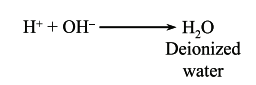 H⁺ + OH⁻ ⟶ H₂O
Deionized
water